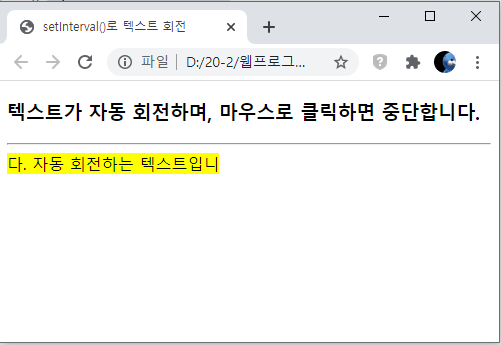 setInterval()로 텍스트 회전
파일 | D:/20-2/웹프로그...
텍스트가 자동 회전하며, 마우스로 클릭하면 중단합니다.
다. 자동 회전하는 텍스트입니